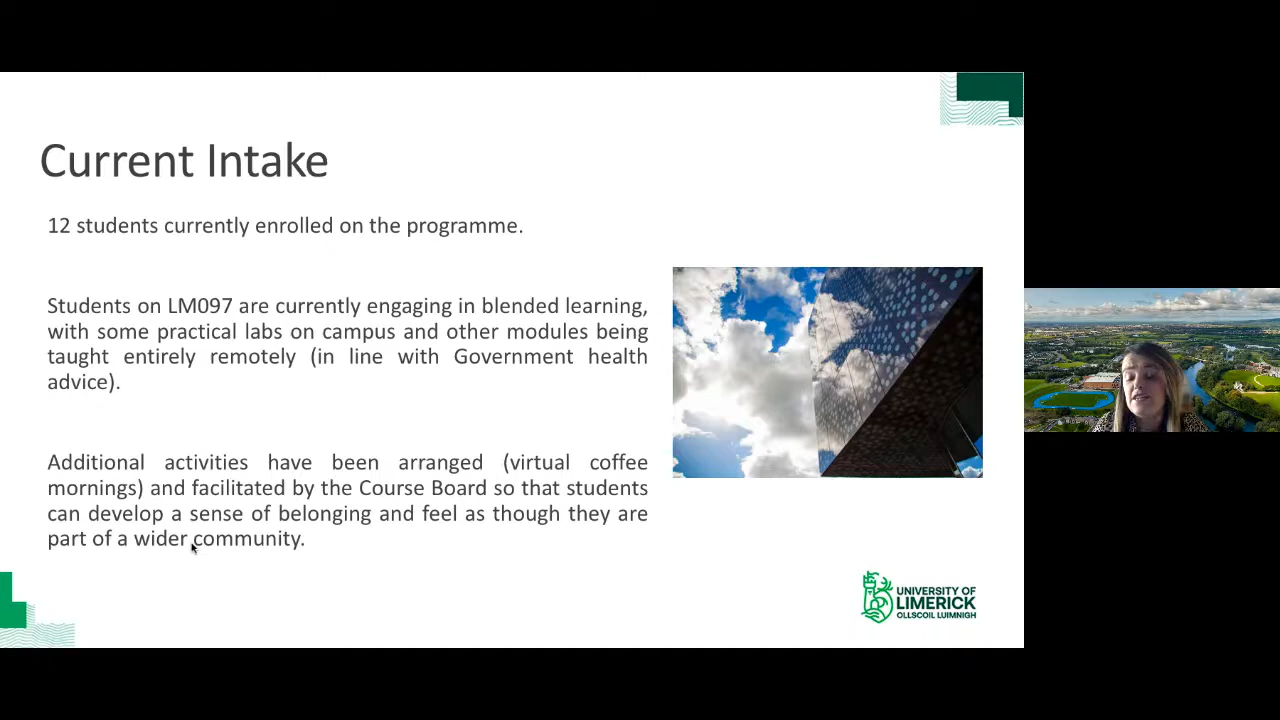 Current Intake
12 students currently enrolled on the programme.
Students on LM097 are currently engaging in blended learning,
with some practical labs on campus and other modules being
taught entirely remotely (in line with Government health
advice).
Additional activities have been arranged (virtual coffee
mornings) and facilitated by the Course Board so that students
can develop a sense of belonging and feel as though they are
part of a wider community.
UNIVERSITY OF
LIMERICK
OLLSCOIL LUIMNIGH